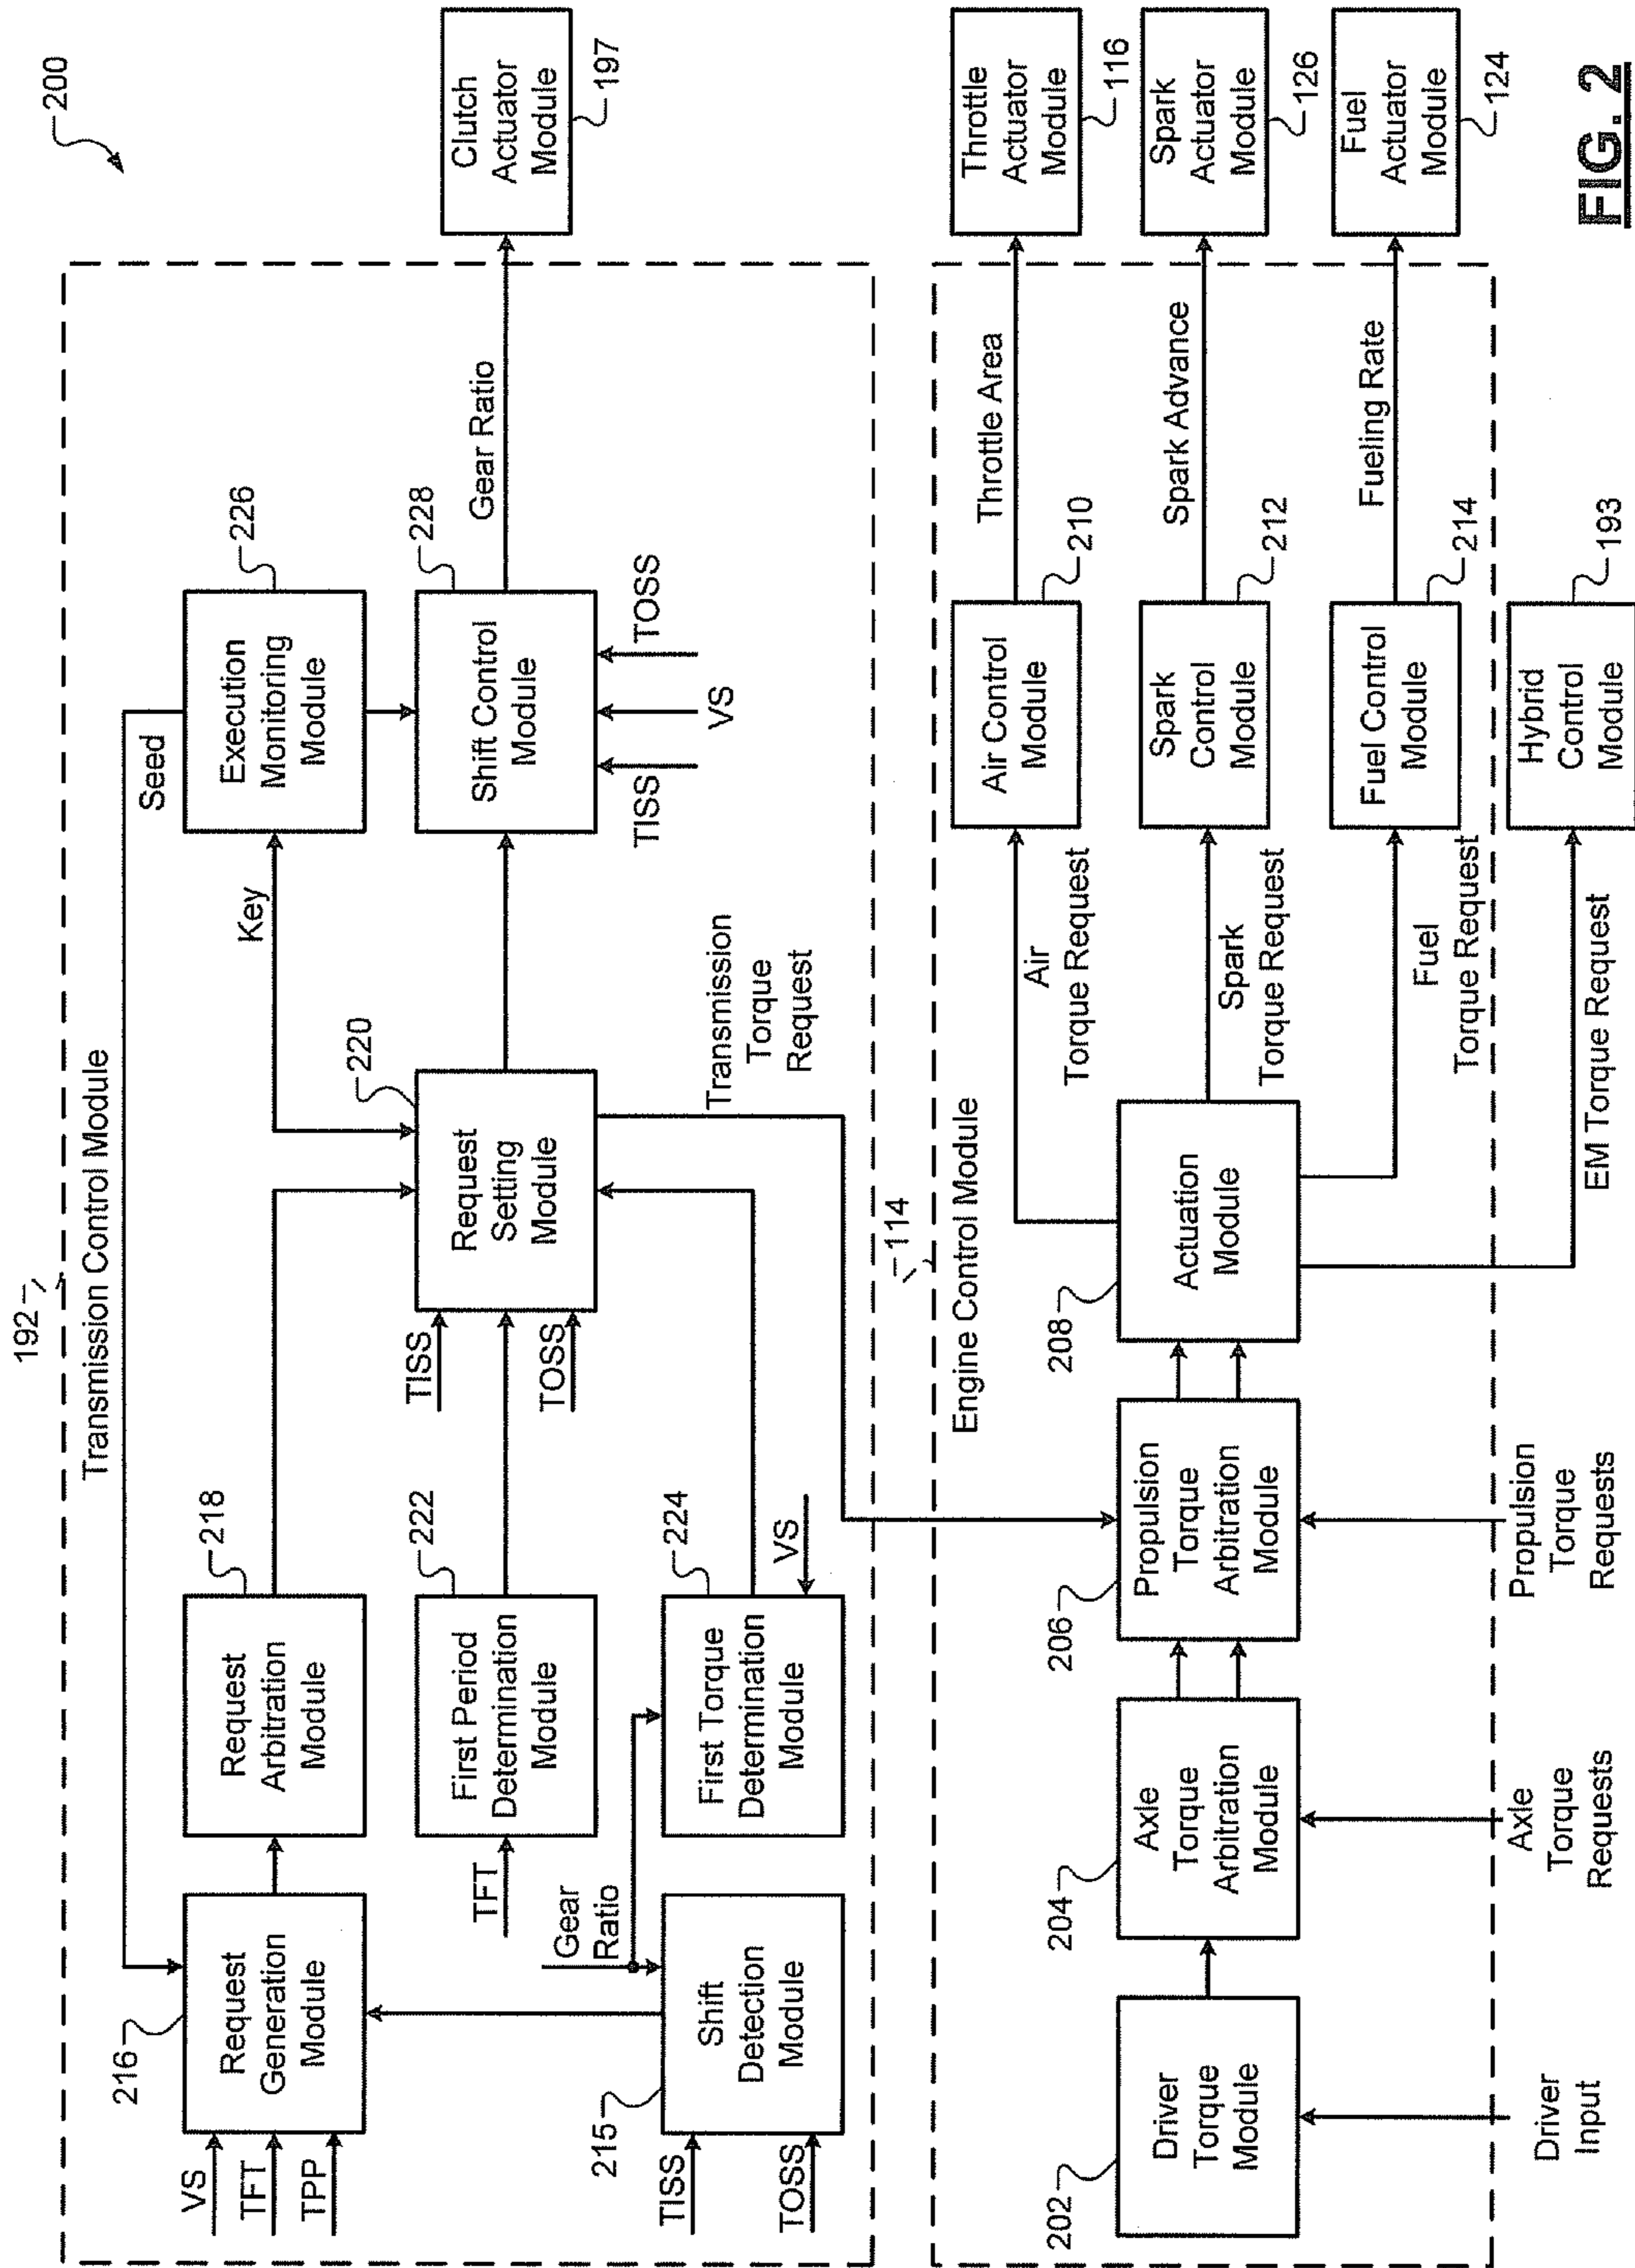 200
192
Transmission Control Module
VS
TFT
TPP
216
Request
Generation
Module
218
Request
Arbitration
Module
Key
Seed
226
Execution
Monitoring
Module
TFT
222
First Period
Determination
Module
TISS
TOSS
220
Request
Setting
Module
228
Shift Control
Module
TISS
VS
TOSS
Gear Ratio
Clutch
Actuator
Module
197
TISS
TOSS
215
Shift
Detection
Module
Gear
Ratio
224
First Torque
Determination
Module
VS
Transmission
Torque
Request
114
Engine Control Module
202
Driver
Torque
Module
Driver
Input
204
Axle
Torque
Arbitration
Module
Axle
Torque
Requests
206
Propulsion
Torque
Arbitration
Module
Propulsion
Torque
Requests
208
Actuation
Module
Air
Torque Request
Air Control
Module
210
Throttle Area
Throttle
Actuator
Module
116
Spark
Torque Request
Spark
Control
Module
212
Spark Advance
Spark
Actuator
Module
126
Fuel
Torque Request
Fuel Control
Module
214
Fueling Rate
Fuel
Actuator
Module
124
EM Torque Request
Hybrid
Control
Module
193
FIG. 2